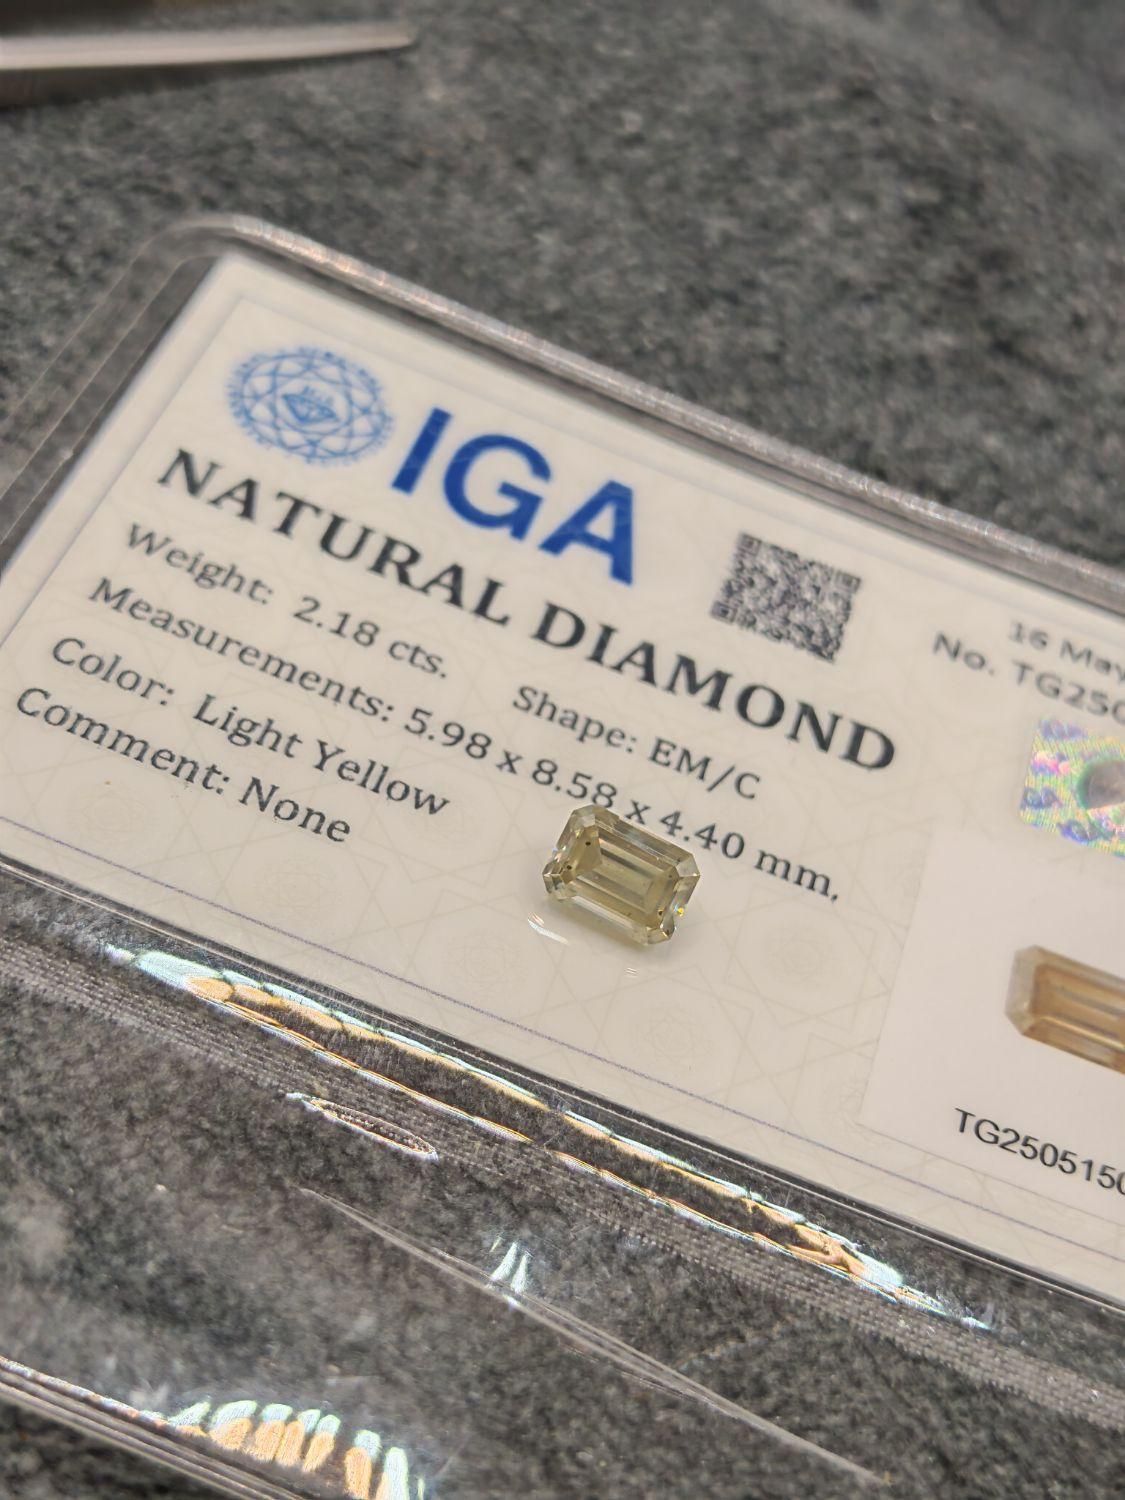 IGA
NATURAL DIAMOND
Weight: 2.18 cts.
Shape: EM/C
Measurements: 5.98 x 8.58 x 4.40 mm.
Color: Light Yellow
Comment: None
16 May
No. TG250
TG2505150